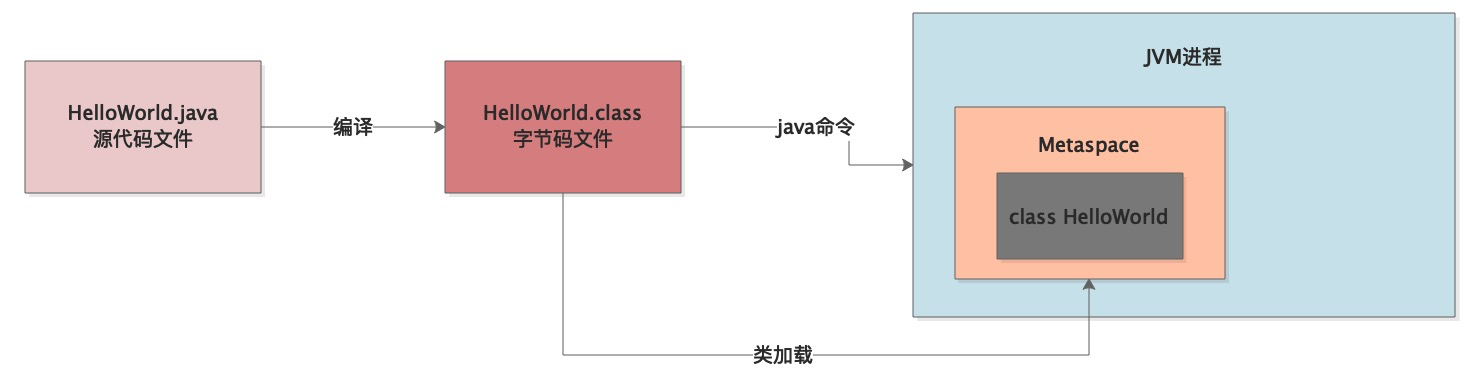 HelloWorld.java
源代码文件
编译
HelloWorld.class
字节码文件
java命令
JVM进程
Metaspace
class HelloWorld
类加载